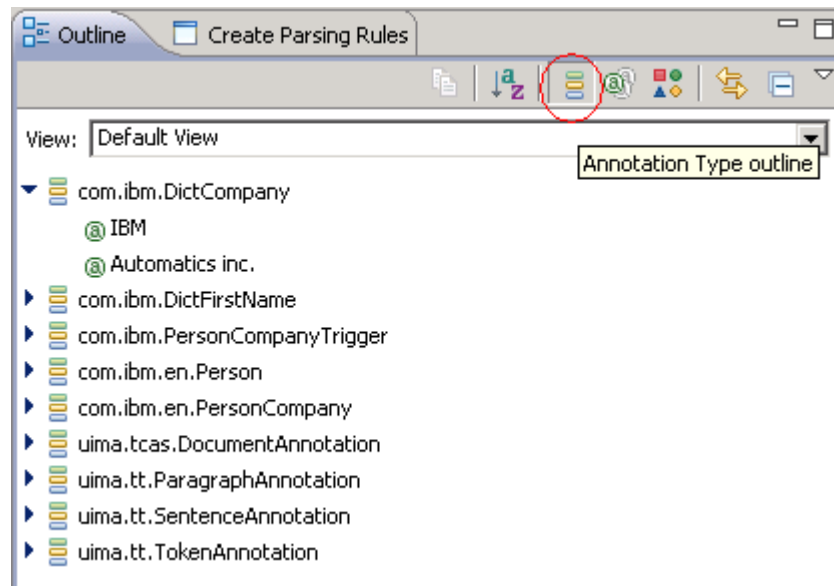 Outline Create Parsing Rules
View: Default View
Annotation Type outline
com.ibm.DictCompany
@ IBM
@ Automatics inc.
com.ibm.DictFirstName
com.ibm.PersonCompanyTrigger
com.ibm.en.Person
com.ibm.en.PersonCompany
uima.tcas.DocumentAnnotation
uima.tt.ParagraphAnnotation
uima.tt.SentenceAnnotation
uima.tt.TokenAnnotation